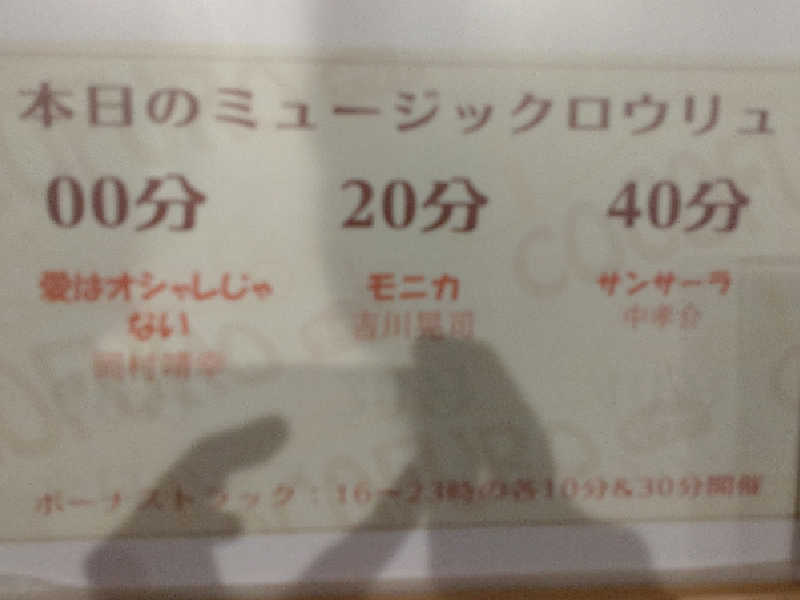 本日のミュージックロウリュ
00分 20分 40分
愛はオシャレじゃ
ない
岡村靖幸
モニカ
吉川晃司
サンサーラ
中孝介
ボーナストラック：16～23時の各10分&30分開催